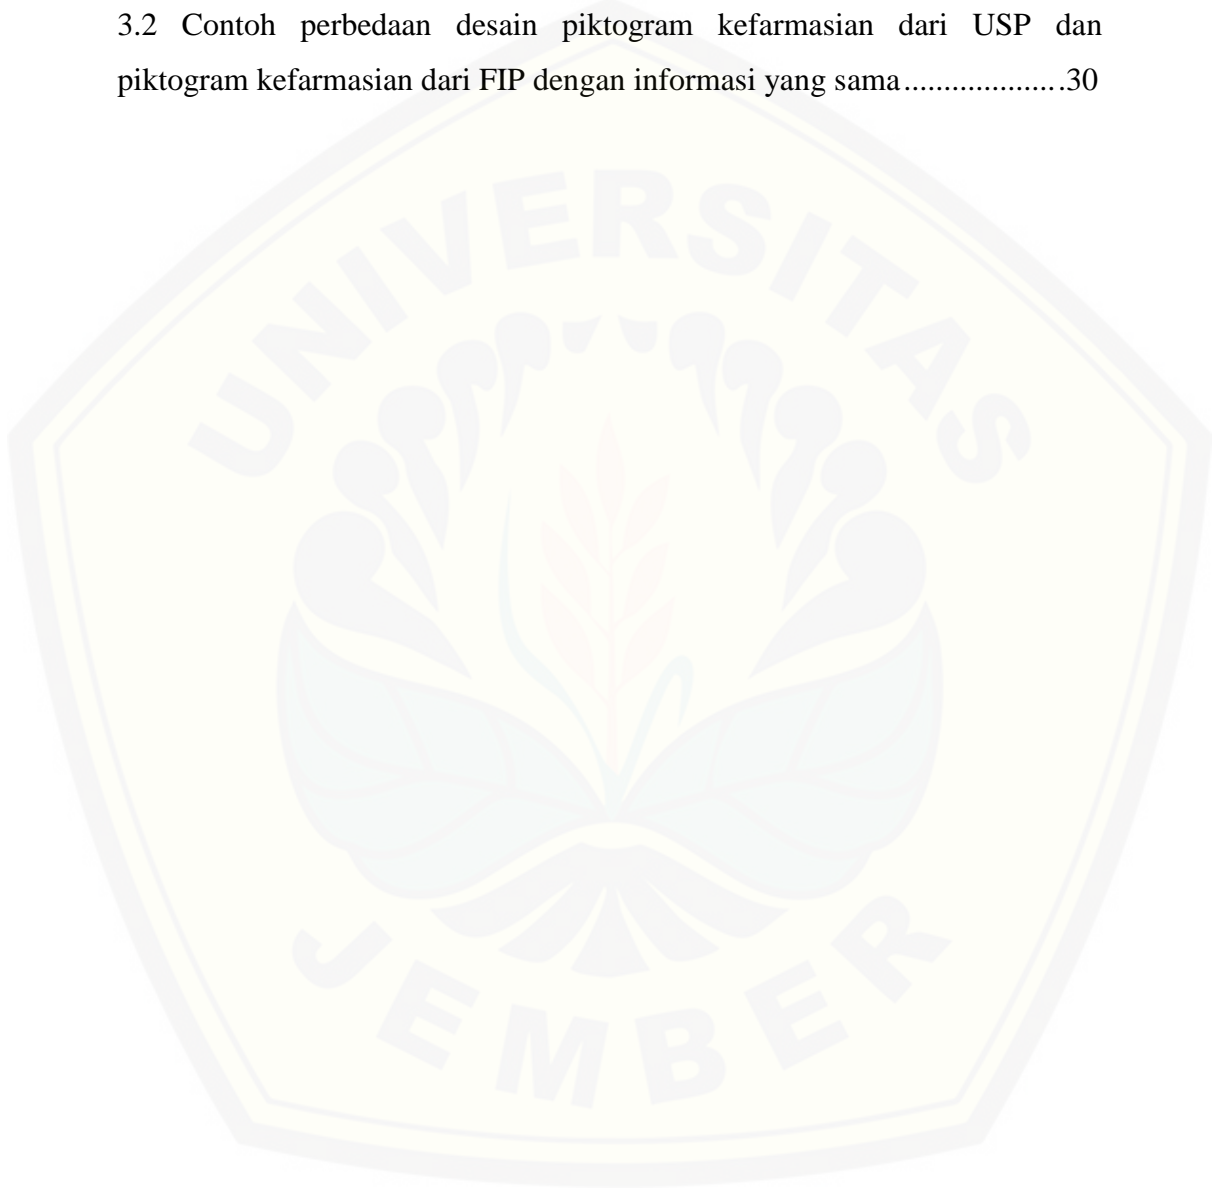 3.2 Contoh perbedaan desain piktogram kefarmasian dari USP dan
piktogram kefarmasian dari FIP dengan informasi yang sama....................30
UNIVERSITAS
JEMBER